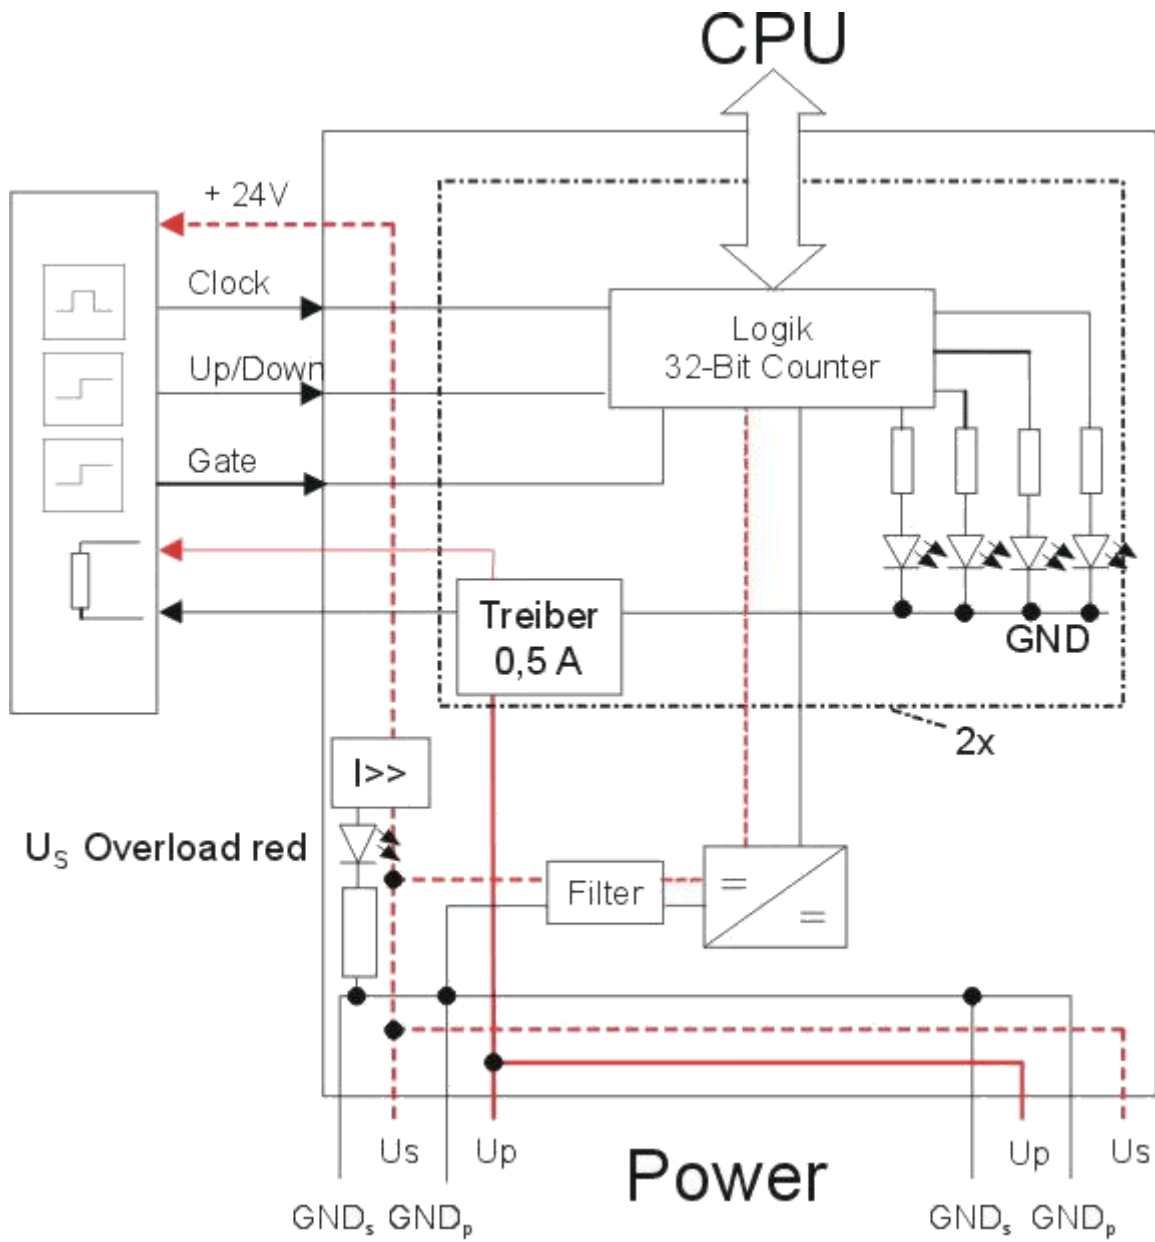 CPU
+ 24V
Clock
Up/Down
Gate
Logik
32-Bit Counter
Treiber
0,5 A
GND
2x
I>>
Us Overload red
Filter
=
=
Us
Up
Up
Us
Power
GNDs
GNDp
GNDs
GNDp